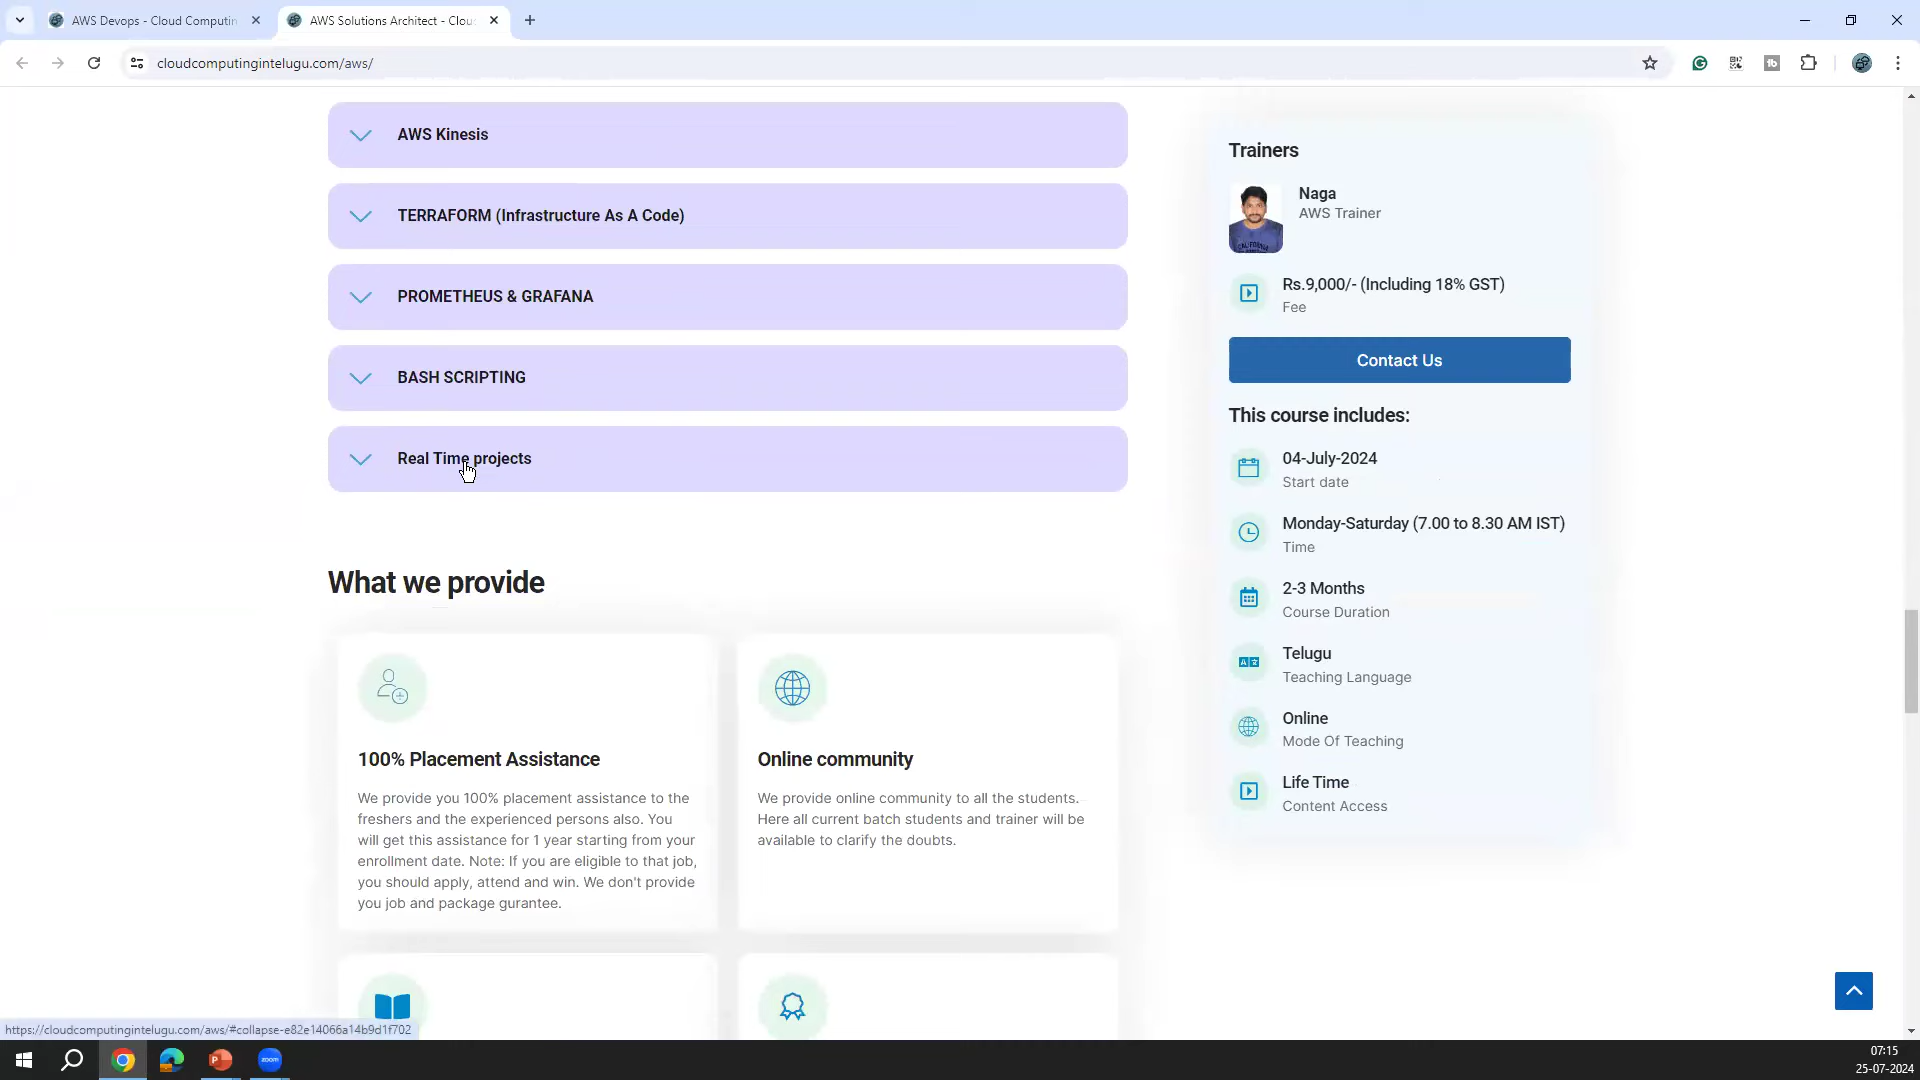 AWS Devops - Cloud Computin
AWS Solutions Architect - Clou
cloudcomputingintelugu.com/aws/
AWS Kinesis
TERRAFORM (Infrastructure As A Code)
PROMETHEUS & GRAFANA
BASH SCRIPTING
Real Time projects
What we provide
100% Placement Assistance
We provide you 100% placement assistance to the
freshers and the experienced persons also. You
will get this assistance for 1 year starting from your
enrollment date. Note: If you are eligible to that job,
you should apply, attend and win. We don't provide
you job and package gurantee.
Online community
We provide online community to all the students.
Here all current batch students and trainer will be
available to clarify the doubts.
Trainers
Naga
AWS Trainer
CALIFORNIA
Rs.9,000/- (Including 18% GST)
Fee
Contact Us
This course includes:
04-July-2024
Start date
Monday-Saturday (7.00 to 8.30 AM IST)
Time
2-3 Months
Course Duration
Telugu
Teaching Language
Online
Mode Of Teaching
Life Time
Content Access
https://cloudcomputingintelugu.com/aws/#collapse-e82e14066a14b9d1f702
zoom
07:15
25-07-2024